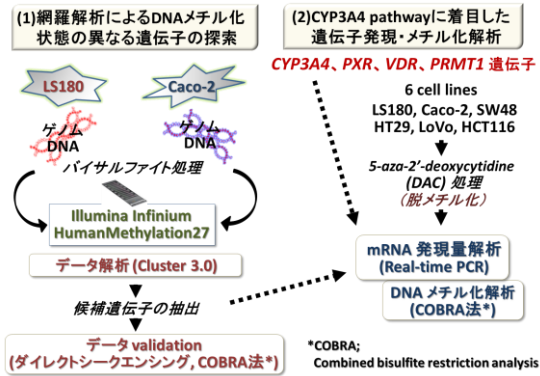 (1)網羅解析によるDNAメチル化
状態の異なる遺伝子の探索
LS180
Caco-2
ゲノム
DNA
ゲノム
DNA
バイサルファイト処理
Illumina Infinium
HumanMethylation27
データ解析 (Cluster 3.0)
候補遺伝子の抽出
データ validation
(ダイレクトシークエンシング, COBRA法*)
(2)CYP3A4 pathwayに着目した
遺伝子発現・メチル化解析
CYP3A4、PXR、VDR、PRMT1 遺伝子
6 cell lines
LS180, Caco-2, SW48
HT29, LoVo, HCT116
5-aza-2'-deoxycytidine
(DAC) 処理
（脱メチル化）
mRNA 発現量解析
(Real-time PCR)
DNA メチル化解析
(COBRA法*)
*COBRA;
Combined bisulfite restriction analysis